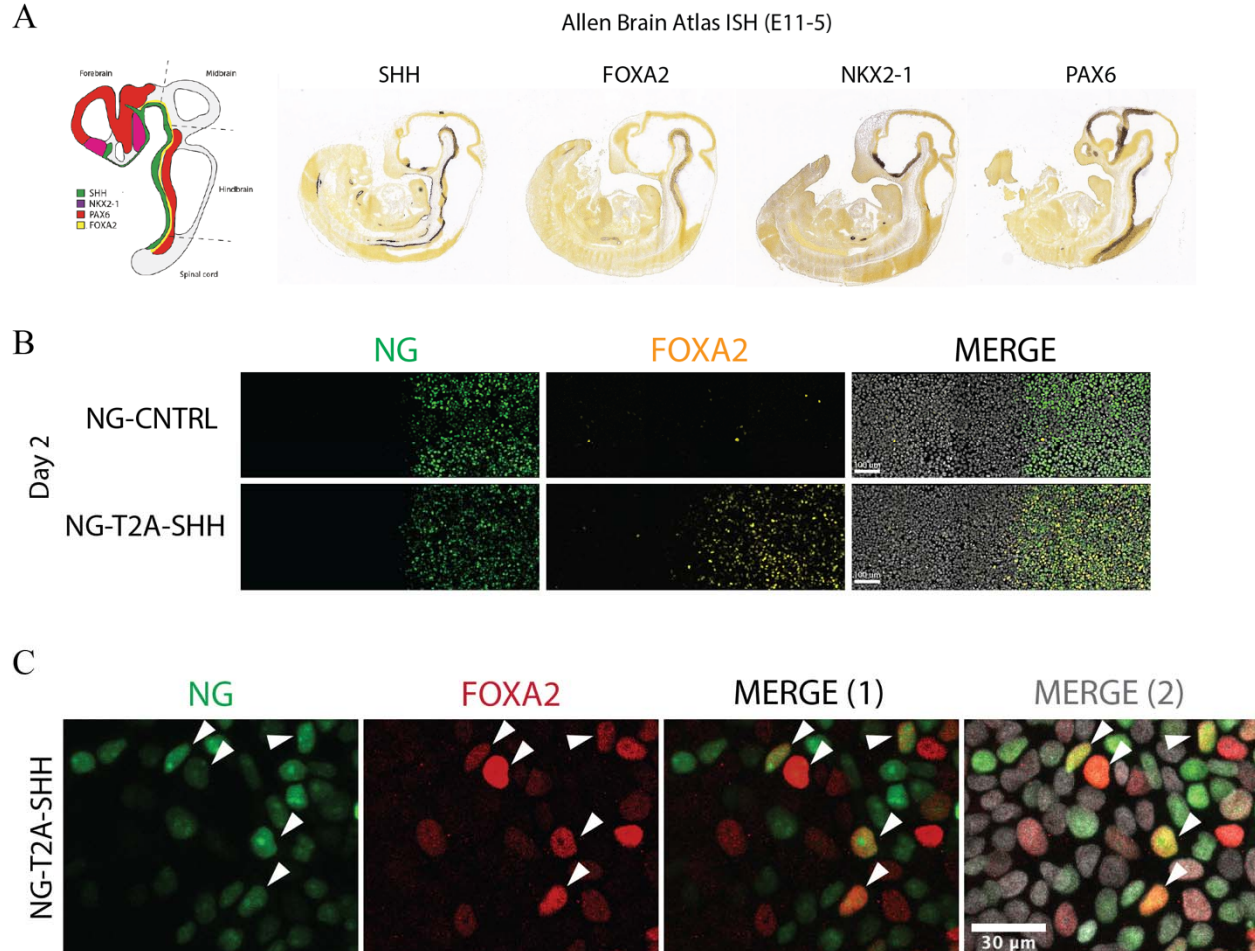 A
Allen Brain Atlas ISH (E11-5)
SHH
FOXA2
NKX2-1
PAX6
Forebrain
Midbrain
Hindbrain
Spinal cord
SHH
NKX2-1
PAX6
FOXA2
B
NG
FOXA2
MERGE
Day 2
NG-CNTRL
100 um
NG-T2A-SHH
100 um
C
NG
FOXA2
MERGE (1)
MERGE (2)
NG-T2A-SHH
30 µm